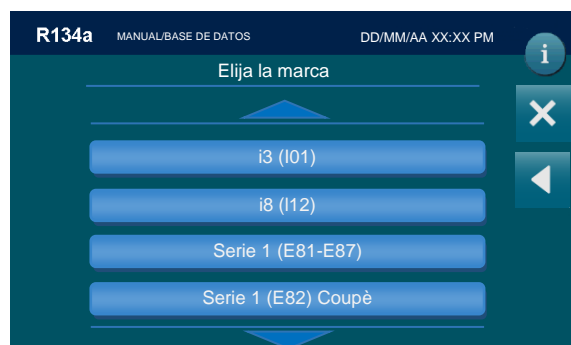 R134a MANUAL/BASE DE DATOS DD/MM/AA XX:XX PM
i
Elija la marca
i3 (I01)
i8 (I12)
Serie 1 (E81-E87)
Serie 1 (E82) Coupè